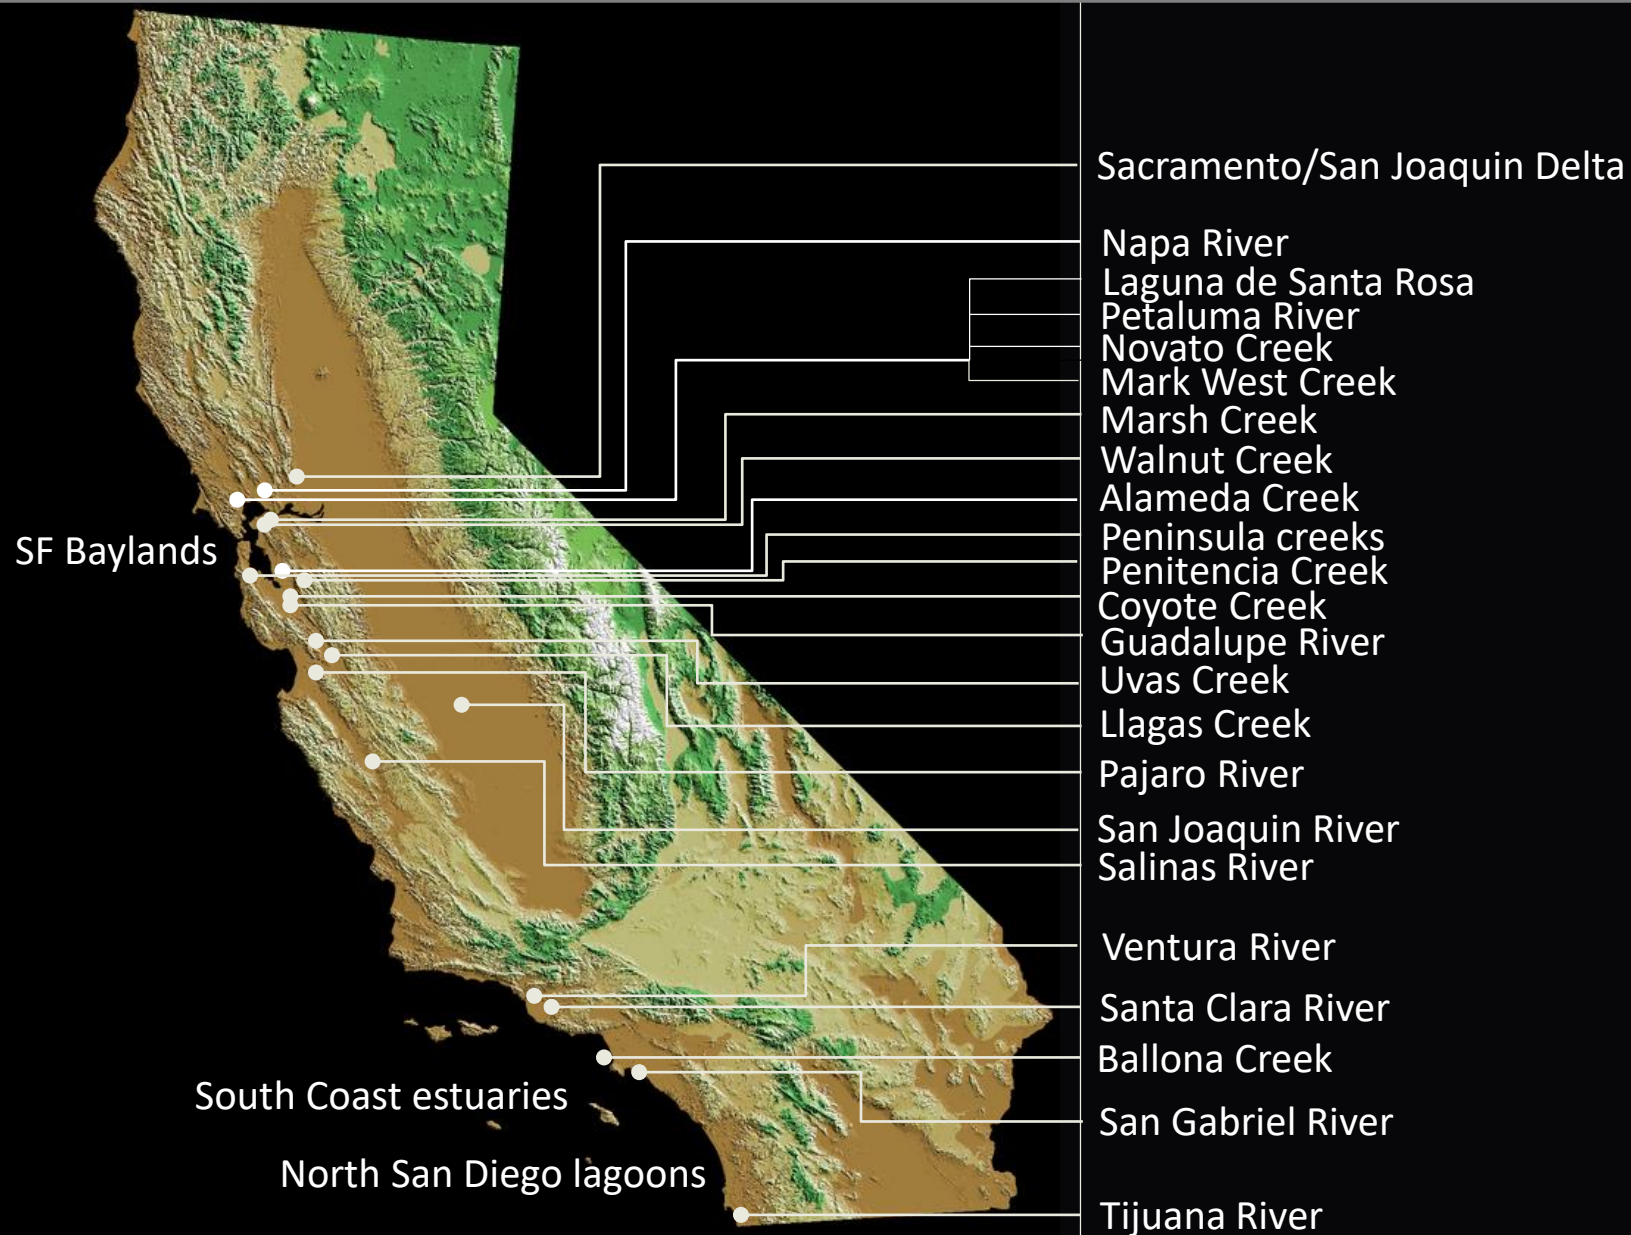 Sacramento/San Joaquin Delta
Napa River
Laguna de Santa Rosa
Petaluma River
Novato Creek
Mark West Creek
Marsh Creek
Walnut Creek
Alameda Creek
Peninsula creeks
Penitencia Creek
Coyote Creek
Guadalupe River
Uvas Creek
Llagas Creek
Pajaro River
San Joaquin River
Salinas River
Ventura River
Santa Clara River
Ballona Creek
San Gabriel River
Tijuana River
SF Baylands
South Coast estuaries
North San Diego lagoons